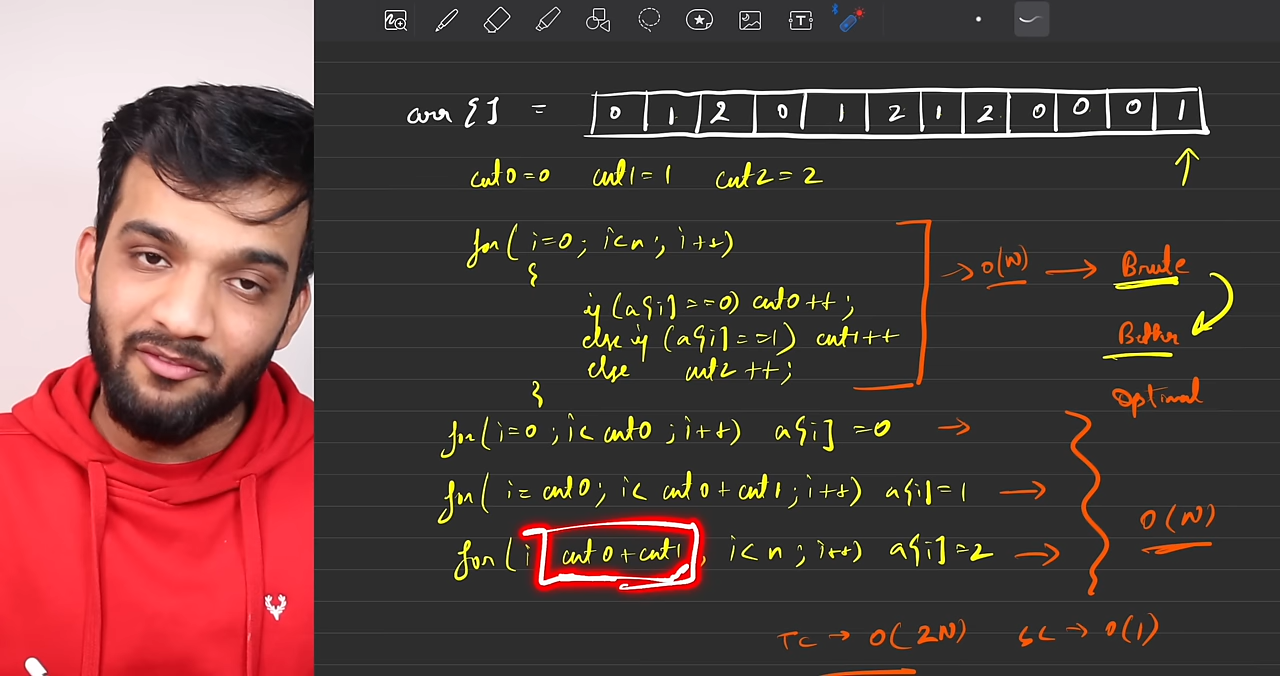 T
arr[] = 0 1 2 0 1 2 1 2 0 0 0 1
cnt0=0 cnt1=1 cnt2=2
for( i=0; i<n; i++)
{
if (a[i]==0) cnt0++;
else if (a[i]==1) cnt1++
else cnt2++;
}
→ O(N) → Brute
Better
Optimal
for(i=0; i< cnt0; i++) a[i]=0 →
for( i= cnt0; i< cnt0+cnt1; i++) a[i]=1 →
for( i cnt0+cnt1, i<n; i++) a[i]=2 →
O(N)
TC → O(2N) SC → O(1)